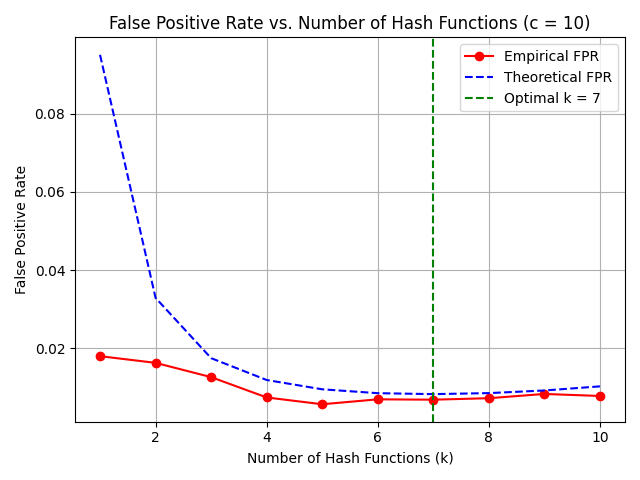 False Positive Rate vs. Number of Hash Functions (c = 10)
Empirical FPR
Theoretical FPR
Optimal k = 7
False Positive Rate
0.08
0.06
0.04
0.02
2 4 6 8 10
Number of Hash Functions (k)